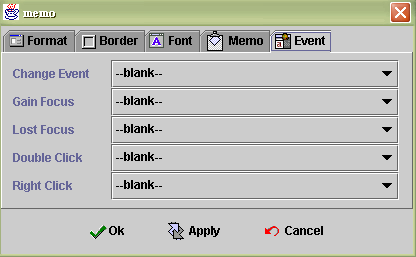 memo
Format Border Font Memo Event
Change Event --blank--
Gain Focus --blank--
Lost Focus --blank--
Double Click --blank--
Right Click --blank--
Ok Apply Cancel